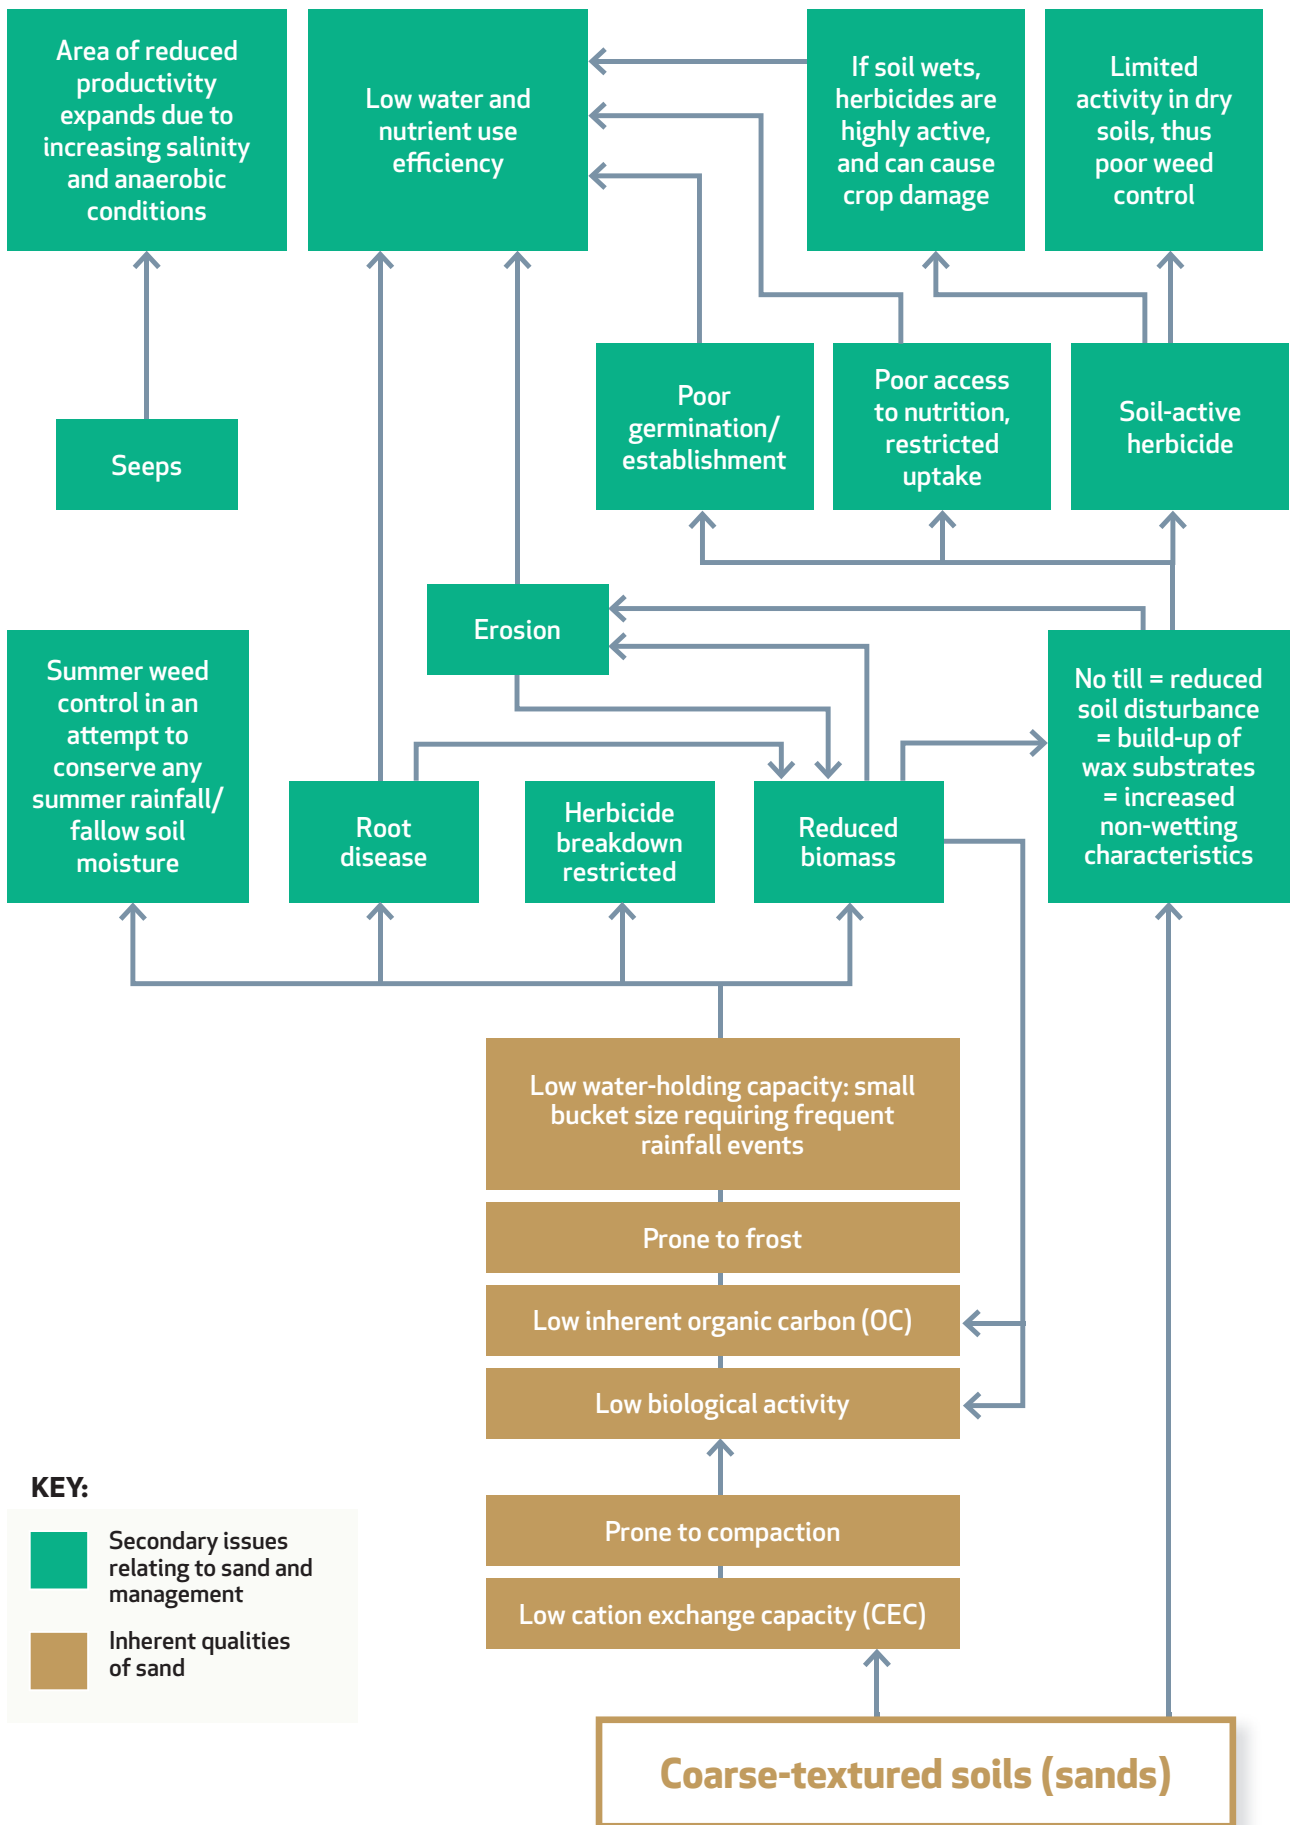 Area of reduced
productivity
expands due to
increasing salinity
and anaerobic
conditions
Low water and
nutrient use
efficiency
If soil wets,
herbicides are
highly active,
and can cause
crop damage
Limited
activity in dry
soils, thus
poor weed
control
Seeps
Poor
germination/
establishment
Poor access
to nutrition,
restricted
uptake
Soil-active
herbicide
Erosion
Summer weed
control in an
attempt to
conserve any
summer rainfall/
fallow soil
moisture
Root
disease
Herbicide
breakdown
restricted
Reduced
biomass
No till = reduced
soil disturbance
= build-up of
wax substrates
= increased
non-wetting
characteristics
Low water-holding capacity: small
bucket size requiring frequent
rainfall events
Prone to frost
Low inherent organic carbon (OC)
Low biological activity
Prone to compaction
Low cation exchange capacity (CEC)
KEY:
Secondary issues
relating to sand and
management
Inherent qualities
of sand
Coarse-textured soils (sands)